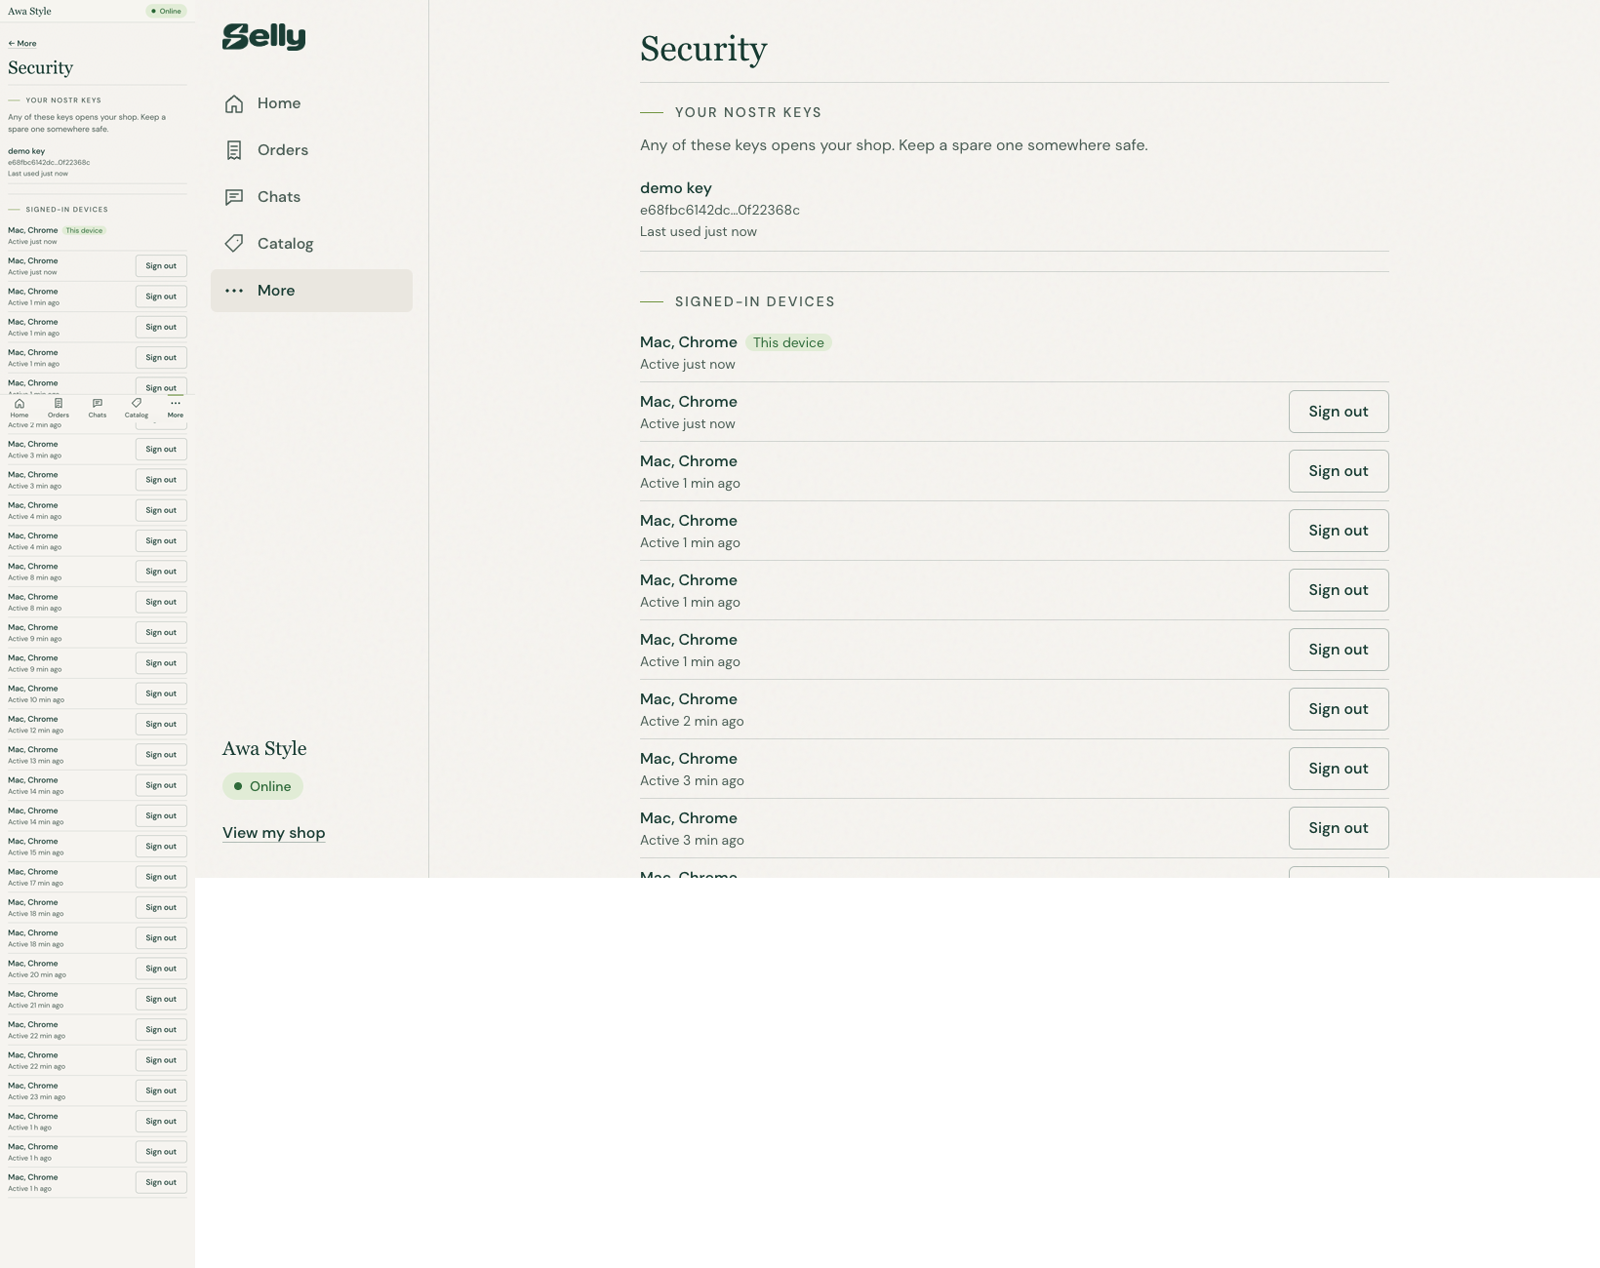 Awa Style
Online
← More
Security
YOUR NOSTR KEYS
Any of these keys opens your shop. Keep a
spare one somewhere safe.
demo key
e68fbc6142dc...0f22368c
Last used just now
SIGNED-IN DEVICES
Mac, Chrome This device
Active just now
Mac, Chrome
Active just now
Sign out
Mac, Chrome
Active 1 min ago
Sign out
Mac, Chrome
Active 1 min ago
Sign out
Mac, Chrome
Active 1 min ago
Sign out
Mac, Chrome
Active 1 min ago
Sign out
Home
Orders
Chats
Catalog
More
Active 2 min ago
Mac, Chrome
Active 3 min ago
Sign out
Mac, Chrome
Active 3 min ago
Sign out
Mac, Chrome
Active 4 min ago
Sign out
Mac, Chrome
Active 4 min ago
Sign out
Mac, Chrome
Active 8 min ago
Sign out
Mac, Chrome
Active 8 min ago
Sign out
Mac, Chrome
Active 9 min ago
Sign out
Mac, Chrome
Active 9 min ago
Sign out
Mac, Chrome
Active 10 min ago
Sign out
Mac, Chrome
Active 12 min ago
Sign out
Mac, Chrome
Active 13 min ago
Sign out
Mac, Chrome
Active 14 min ago
Sign out
Mac, Chrome
Active 14 min ago
Sign out
Mac, Chrome
Active 15 min ago
Sign out
Mac, Chrome
Active 17 min ago
Sign out
Mac, Chrome
Active 18 min ago
Sign out
Mac, Chrome
Active 18 min ago
Sign out
Mac, Chrome
Active 20 min ago
Sign out
Mac, Chrome
Active 21 min ago
Sign out
Mac, Chrome
Active 22 min ago
Sign out
Mac, Chrome
Active 22 min ago
Sign out
Mac, Chrome
Active 23 min ago
Sign out
Mac, Chrome
Active 1 h ago
Sign out
Mac, Chrome
Active 1 h ago
Sign out
Mac, Chrome
Active 1 h ago
Sign out
Selly
Home
Orders
Chats
Catalog
More
Awa Style
Online
View my shop
Security
YOUR NOSTR KEYS
Any of these keys opens your shop. Keep a spare one somewhere safe.
demo key
e68fbc6142dc...0f22368c
Last used just now
SIGNED-IN DEVICES
Mac, Chrome This device
Active just now
Mac, Chrome
Active just now
Sign out
Mac, Chrome
Active 1 min ago
Sign out
Mac, Chrome
Active 1 min ago
Sign out
Mac, Chrome
Active 1 min ago
Sign out
Mac, Chrome
Active 1 min ago
Sign out
Mac, Chrome
Active 2 min ago
Sign out
Mac, Chrome
Active 3 min ago
Sign out
Mac, Chrome
Active 3 min ago
Sign out
Mac, Chrome